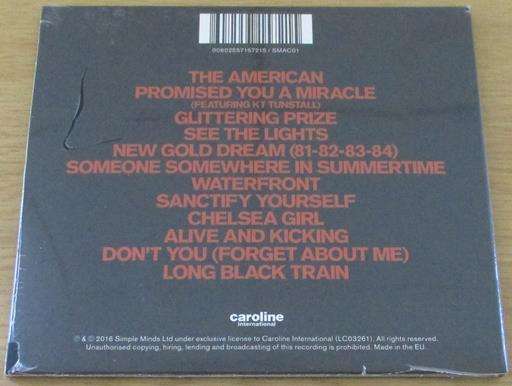 00602557157215 / SMAC01
THE AMERICAN
PROMISED YOU A MIRACLE
(FEATURING KT TUNSTALL)
GLITTERING PRIZE
SEE THE LIGHTS
NEW GOLD DREAM (81-82-83-84)
SOMEONE SOMEWHERE IN SUMMERTIME
WATERFRONT
SANCTIFY YOURSELF
CHELSEA GIRL
ALIVE AND KICKING
DON'T YOU (FORGET ABOUT ME)
LONG BLACK TRAIN
caroline
international
℗ & © 2016 Simple Minds Ltd under exclusive license to Caroline International (LC03261). All rights reserved.
Unauthorised copying, hiring, lending and broadcasting of this recording is prohibited. Made in the EU.